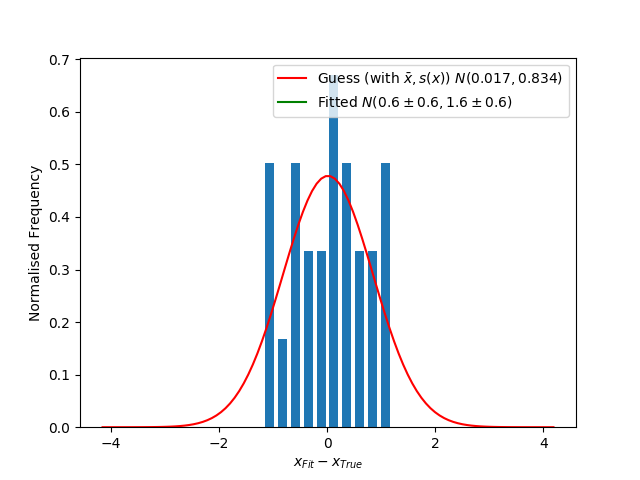 Guess (with x̄, s(x)) N(0.017, 0.834)
Fitted N(0.6 ± 0.6, 1.6 ± 0.6)
0.7
0.6
0.5
0.4
0.3
0.2
0.1
0.0
Normalised Frequency
−4 −2 0 2 4
x_Fit − x_True